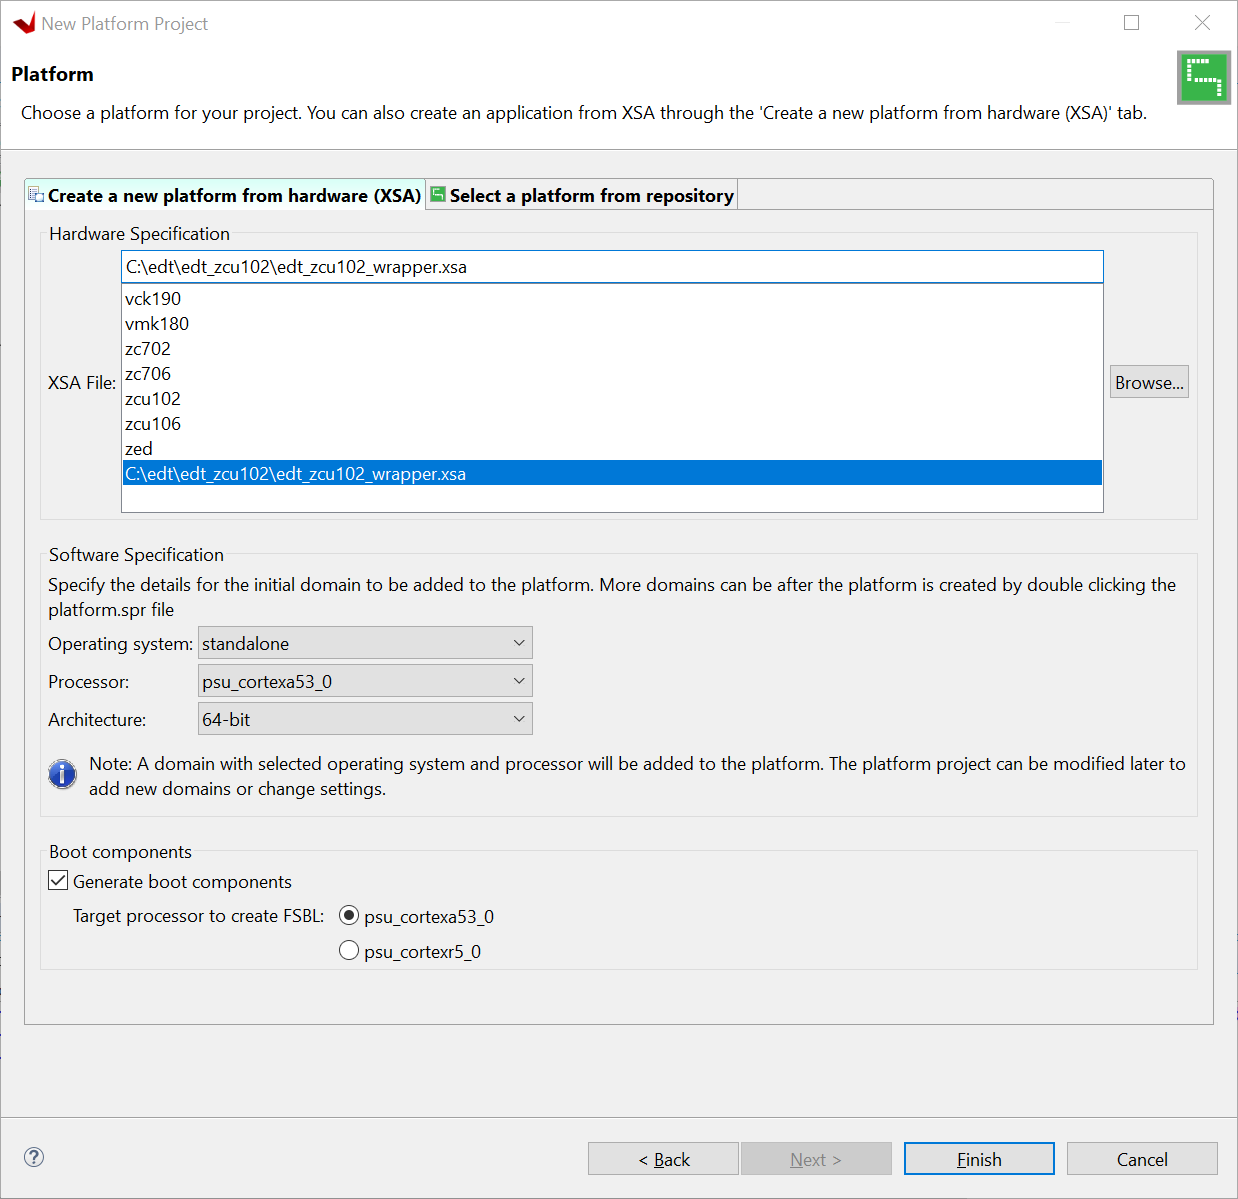 New Platform Project
Platform
Choose a platform for your project. You can also create an application from XSA through the 'Create a new platform from hardware (XSA)' tab.
Create a new platform from hardware (XSA)
Select a platform from repository
Hardware Specification
C:\edt\edt_zcu102\edt_zcu102_wrapper.xsa
vck190
vmk180
zc702
zc706
XSA File:
Browse...
zcu102
zcu106
zed
C:\edt\edt_zcu102\edt_zcu102_wrapper.xsa
Software Specification
Specify the details for the initial domain to be added to the platform. More domains can be after the platform is created by double clicking the
platform.spr file
Operating system: standalone
Processor: psu_cortexa53_0
Architecture: 64-bit
Note: A domain with selected operating system and processor will be added to the platform. The platform project can be modified later to
add new domains or change settings.
Boot components
Generate boot components
Target processor to create FSBL: psu_cortexa53_0
psu_cortexr5_0
< Back
Next >
Finish
Cancel